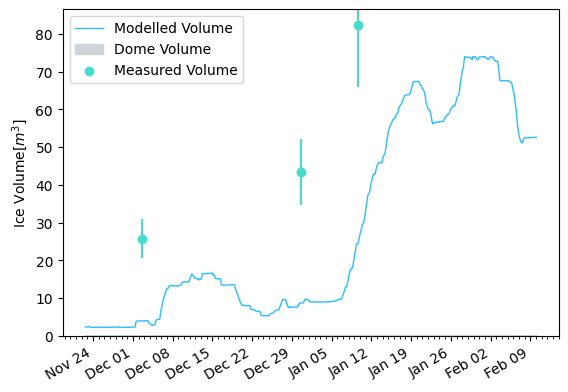 Modelled Volume
Dome Volume
Measured Volume
Ice Volume[m³]
80
70
60
50
40
30
20
10
0
Nov 24
Dec 01
Dec 08
Dec 15
Dec 22
Dec 29
Jan 05
Jan 12
Jan 19
Jan 26
Feb 02
Feb 09